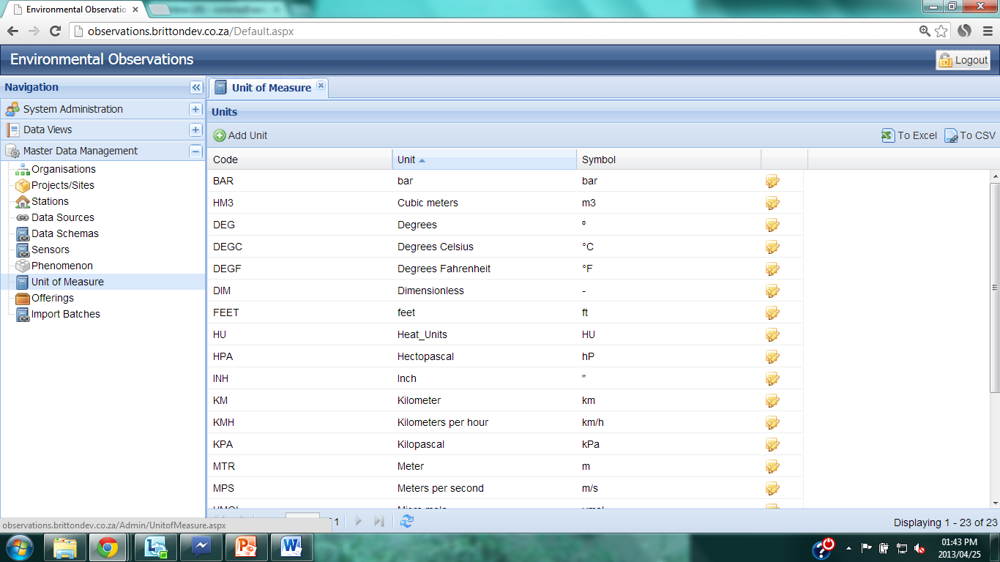 Environmental Observatio
observations.brittondev.co.za/Default.aspx
Environmental Observations
Logout
Navigation
Unit of Measure
System Administration
Units
Data Views
Add Unit
To Excel
To CSV
Master Data Management
Code Unit Symbol
Organisations
Projects/Sites
Stations
Data Sources
Data Schemas
Sensors
Phenomenon
Unit of Measure
Offerings
Import Batches
BAR bar bar
HM3 Cubic meters m3
DEG Degrees º
DEGC Degrees Celsius °C
DEGF Degrees Fahrenheit °F
DIM Dimensionless -
FEET feet ft
HU Heat_Units HU
HPA Hectopascal hP
INH Inch "
KM Kilometer km
KMH Kilometers per hour km/h
KPA Kilopascal kPa
MTR Meter m
MPS Meters per second m/s
1
Displaying 1 - 23 of 23
observations.brittondev.co.za/Admin/UnitofMeasure.aspx
01:43 PM
2013/04/25